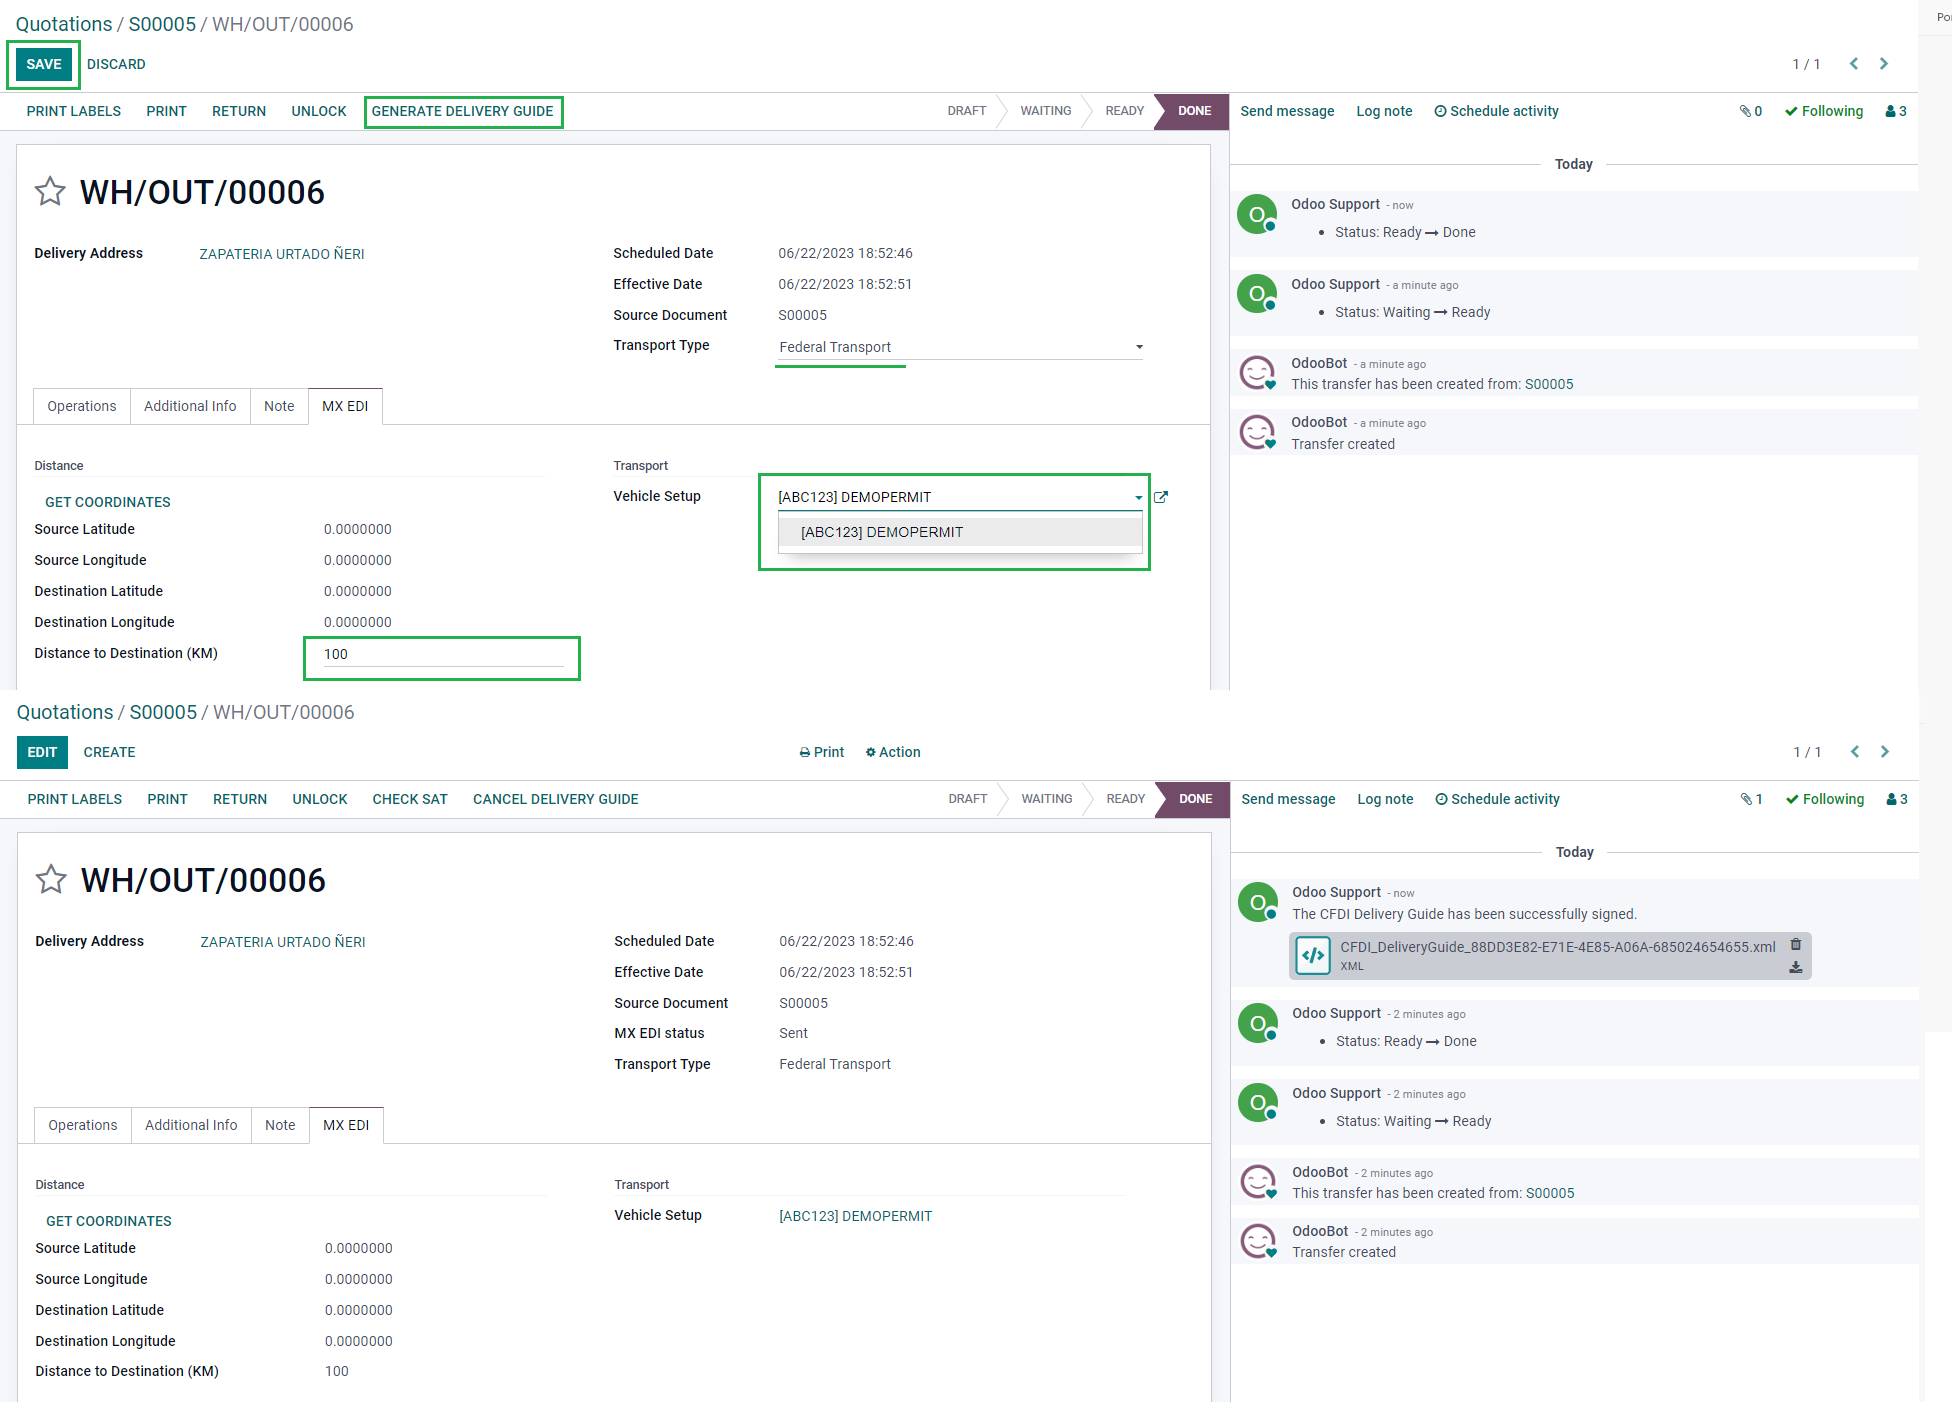 Quotations / S00005 / WH/OUT/00006
SAVE DISCARD
1 / 1
PRINT LABELS PRINT RETURN UNLOCK GENERATE DELIVERY GUIDE
DRAFT WAITING READY DONE
Send message Log note Schedule activity 0 Following 3
WH/OUT/00006
Delivery Address ZAPATERIA URTADO ÑERI
Scheduled Date 06/22/2023 18:52:46
Effective Date 06/22/2023 18:52:51
Source Document S00005
Transport Type Federal Transport
Operations Additional Info Note MX EDI
Distance
GET COORDINATES
Source Latitude 0.0000000
Source Longitude 0.0000000
Destination Latitude 0.0000000
Destination Longitude 0.0000000
Distance to Destination (KM) 100
Transport
Vehicle Setup [ABC123] DEMOPERMIT
[ABC123] DEMOPERMIT
Today
O Odoo Support - now
• Status: Ready → Done
O Odoo Support - a minute ago
• Status: Waiting → Ready
OdooBot - a minute ago
This transfer has been created from: S00005
OdooBot - a minute ago
Transfer created
Quotations / S00005 / WH/OUT/00006
EDIT CREATE
Print Action
1 / 1
PRINT LABELS PRINT RETURN UNLOCK CHECK SAT CANCEL DELIVERY GUIDE
DRAFT WAITING READY DONE
Send message Log note Schedule activity 1 Following 3
WH/OUT/00006
Delivery Address ZAPATERIA URTADO ÑERI
Scheduled Date 06/22/2023 18:52:46
Effective Date 06/22/2023 18:52:51
Source Document S00005
MX EDI status Sent
Transport Type Federal Transport
Operations Additional Info Note MX EDI
Distance
GET COORDINATES
Source Latitude 0.0000000
Source Longitude 0.0000000
Destination Latitude 0.0000000
Destination Longitude 0.0000000
Distance to Destination (KM) 100
Transport
Vehicle Setup [ABC123] DEMOPERMIT
Today
O Odoo Support - now
The CFDI Delivery Guide has been successfully signed.
</> CFDI_DeliveryGuide_88DD3E82-E71E-4E85-A06A-685024654655.xml
XML
O Odoo Support - 2 minutes ago
• Status: Ready → Done
O Odoo Support - 2 minutes ago
• Status: Waiting → Ready
OdooBot - 2 minutes ago
This transfer has been created from: S00005
OdooBot - 2 minutes ago
Transfer created